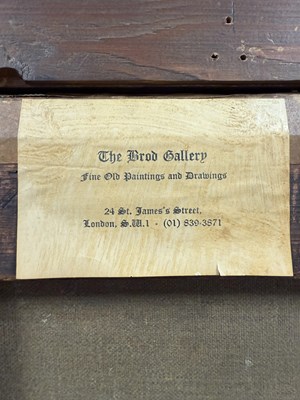 The Brod Gallery
Fine Old Paintings and Drawings
24 St. James's Street,
London, S.W.1 - (01) 839-3871